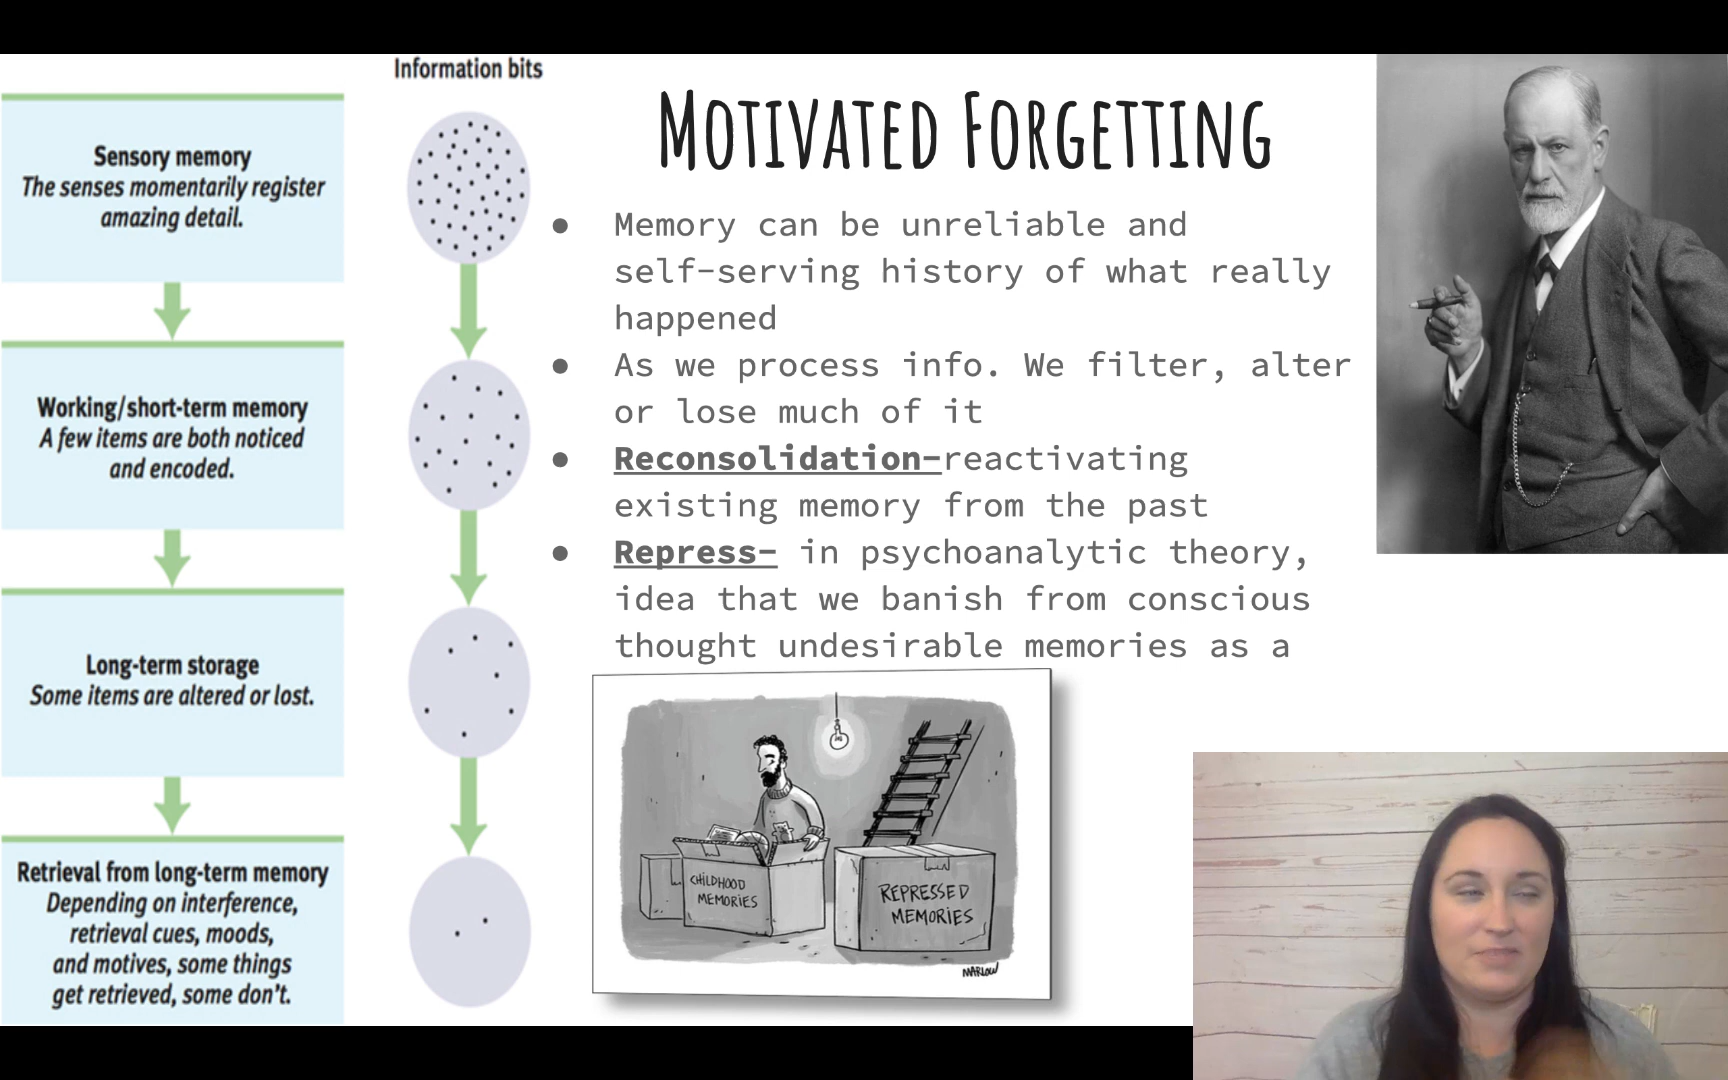 Information bits
Sensory memory
The senses momentarily register
amazing detail.
Working/short-term memory
A few items are both noticed
and encoded.
Long-term storage
Some items are altered or lost.
Retrieval from long-term memory
Depending on interference,
retrieval cues, moods,
and motives, some things
get retrieved, some don't.
MOTIVATED FORGETTING
● Memory can be unreliable and
self-serving history of what really
happened
● As we process info. We filter, alter
or lose much of it
● Reconsolidation-reactivating
existing memory from the past
● Repress- in psychoanalytic theory,
idea that we banish from conscious
thought undesirable memories as a
CHILDHOOD
MEMORIES
REPRESSED
MEMORIES
MARLOW